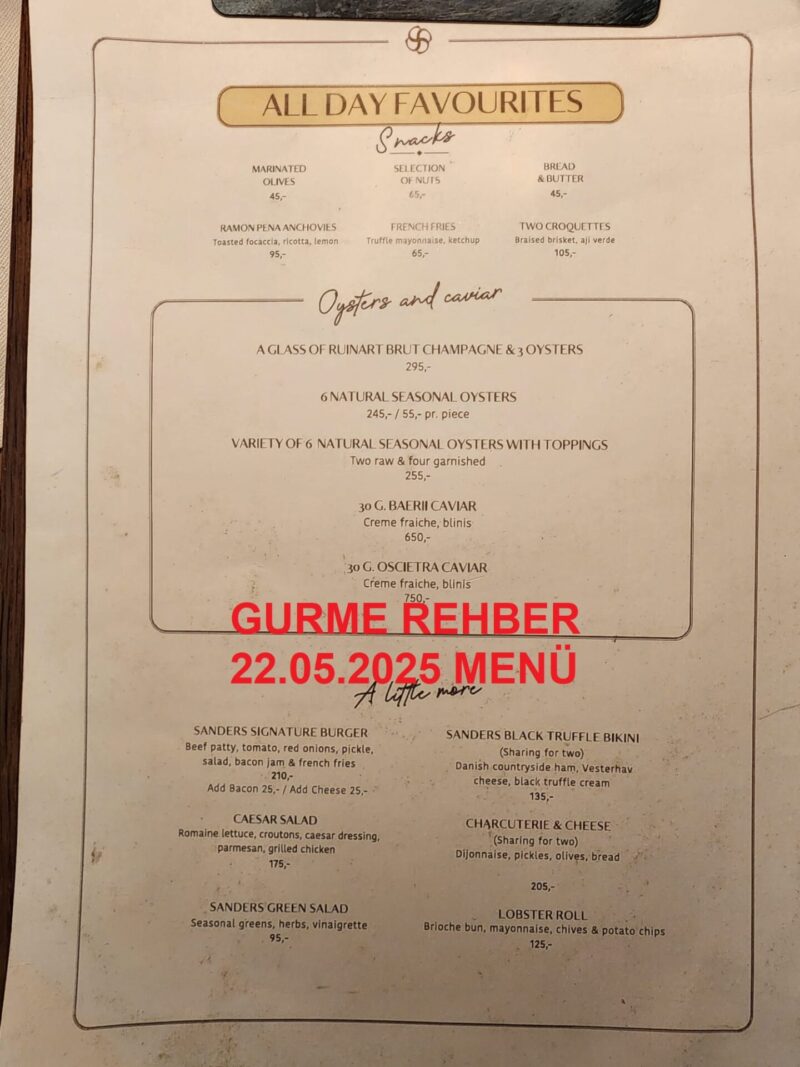 ALL DAY FAVOURITES
Snacks
MARINATED
OLIVES
45,-
SELECTION
OF NUTS
65,-
BREAD
& BUTTER
45,-
RAMON PENA ANCHOVIES
Toasted focaccia, ricotta, lemon
95,-
FRENCH FRIES
Truffle mayonnaise, ketchup
65,-
TWO CROQUETTES
Braised brisket, aji verde
105,-
Oysters and caviar
A GLASS OF RUINART BRUT CHAMPAGNE & 3 OYSTERS
295,-
6 NATURAL SEASONAL OYSTERS
245,- / 55,- pr. piece
VARIETY OF 6 NATURAL SEASONAL OYSTERS WITH TOPPINGS
Two raw & four garnished
255,-
30 G. BAERII CAVIAR
Creme fraiche, blinis
650,-
30 G. OSCIETRA CAVIAR
Creme fraiche, blinis
750,-
GURME REHBER
22.05.2025 MENÜ
A little more
SANDERS SIGNATURE BURGER
Beef patty, tomato, red onions, pickle,
salad, bacon jam & french fries
210,-
Add Bacon 25,- / Add Cheese 25,-
SANDERS BLACK TRUFFLE BIKINI
(Sharing for two)
Danish countryside ham, Vesterhav
cheese, black truffle cream
135,-
CAESAR SALAD
Romaine lettuce, croutons, caesar dressing,
parmesan, grilled chicken
175,-
CHARCUTERIE & CHEESE
(Sharing for two)
Dijonnaise, pickles, olives, bread
205,-
SANDERS GREEN SALAD
Seasonal greens, herbs, vinaigrette
95,-
LOBSTER ROLL
Brioche bun, mayonnaise, chives & potato chips
125,-